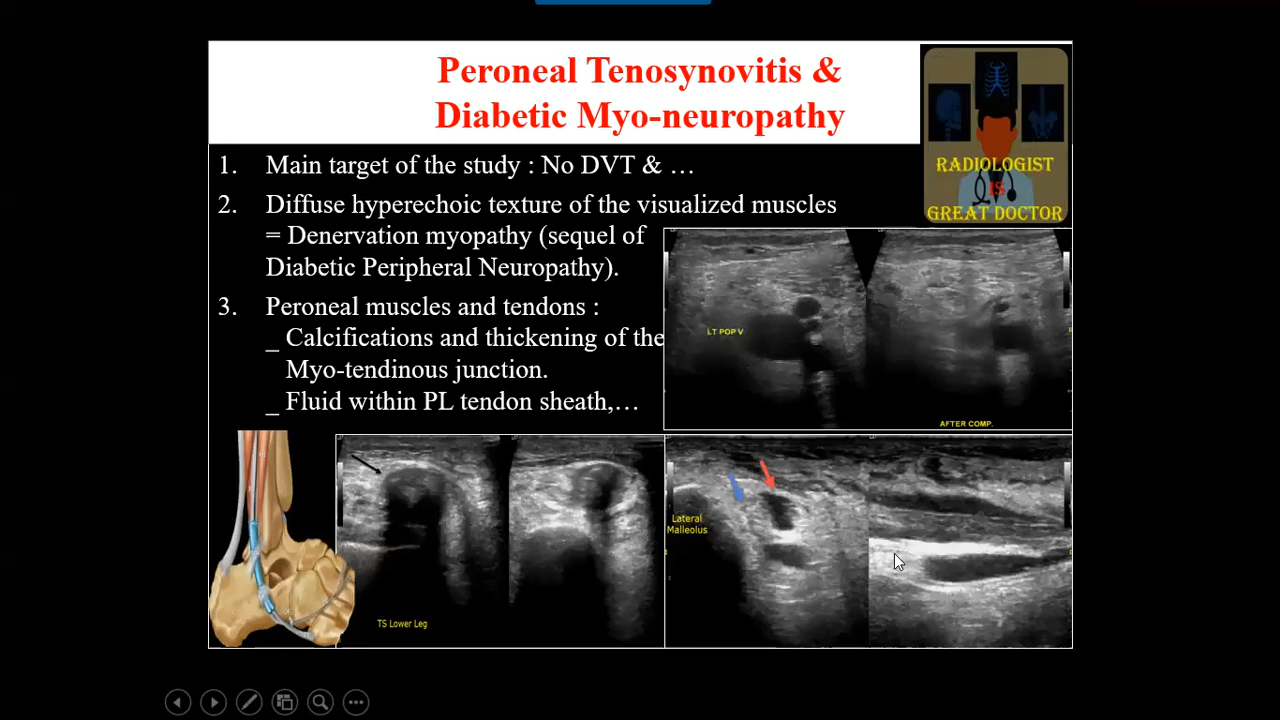 Peroneal Tenosynovitis &
Diabetic Myo-neuropathy
RADIOLOGIST
IS
GREAT DOCTOR
1. Main target of the study : No DVT & …
2. Diffuse hyperechoic texture of the visualized muscles
= Denervation myopathy (sequel of
Diabetic Peripheral Neuropathy).
3. Peroneal muscles and tendons :
_ Calcifications and thickening of the
Myo-tendinous junction.
_ Fluid within PL tendon sheath,…
LT POP V
AFTER COMP.
TS Lower Leg
Lateral
Malleolus